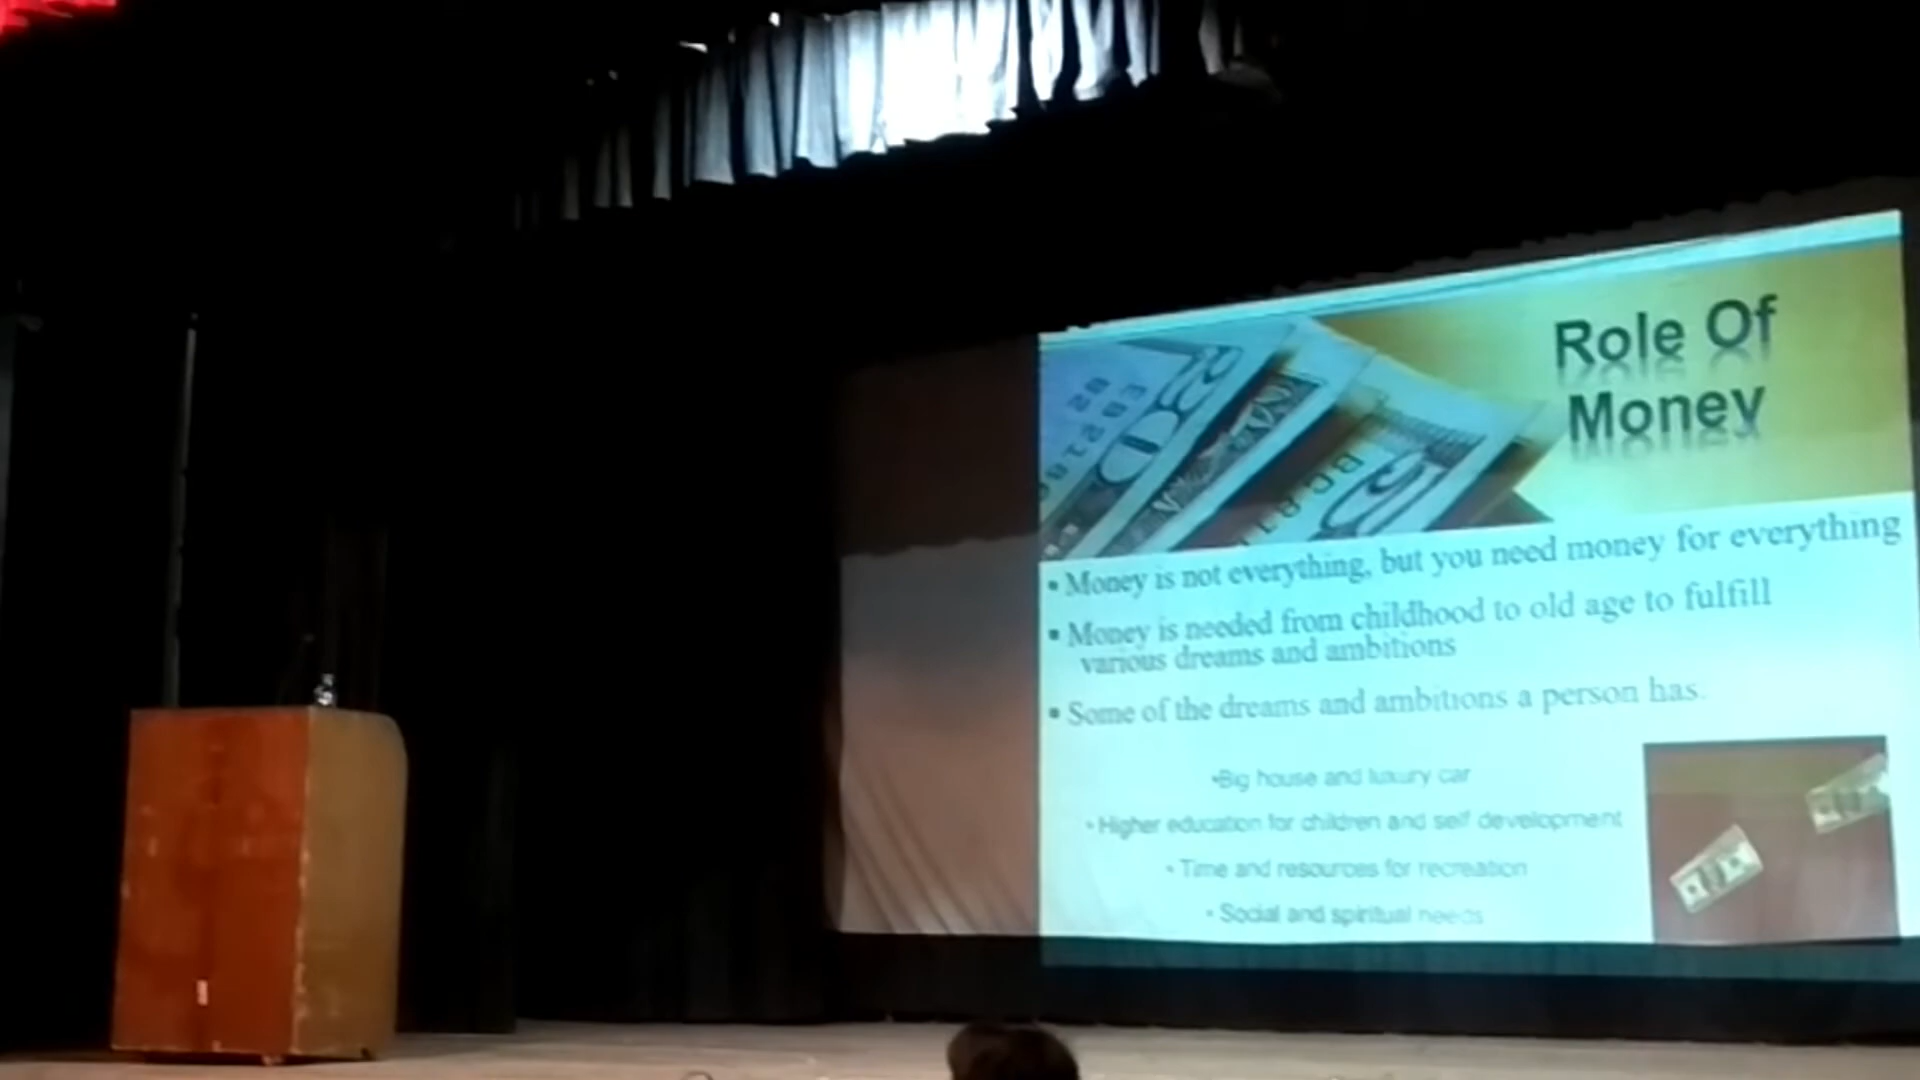 Role Of
Money
▪ Money is not everything, but you need money for everything
▪ Money is needed from childhood to old age to fulfill
various dreams and ambitions
▪ Some of the dreams and ambitions a person has.
•Big house and luxury car
• Higher education for children and self development
• Time and resources for recreation
• Social and spiritual needs